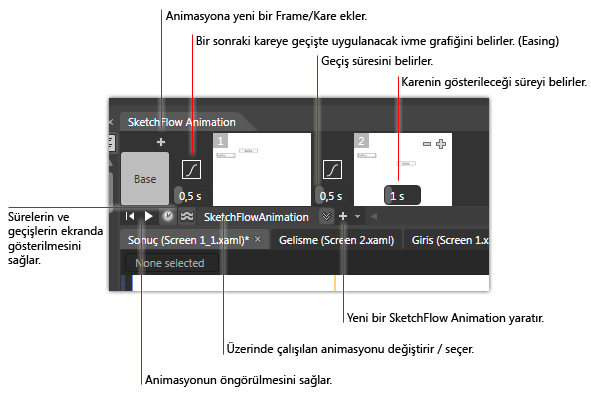 Animasyona yeni bir Frame/Kare ekler.
Bir sonraki kareye geçişte uygulanacak ivme grafiğini belirler. (Easing)
Geçiş süresini belirler.
Karenin gösterileceği süreyi belirler.
SketchFlow Animation
1
2
Base
0,5 s
0,5 s
1 s
SketchFlowAnimation
Sürelerin ve
geçişlerin ekranda
gösterilmesini
sağlar.
Sonuç (Screen 1_1.xaml)* × Gelisme (Screen 2.xaml) Giris (Screen 1.x
None selected
Yeni bir SketchFlow Animation yaratır.
Üzerinde çalışılan animasyonu değiştirir / seçer.
Animasyonun öngörülmesini sağlar.